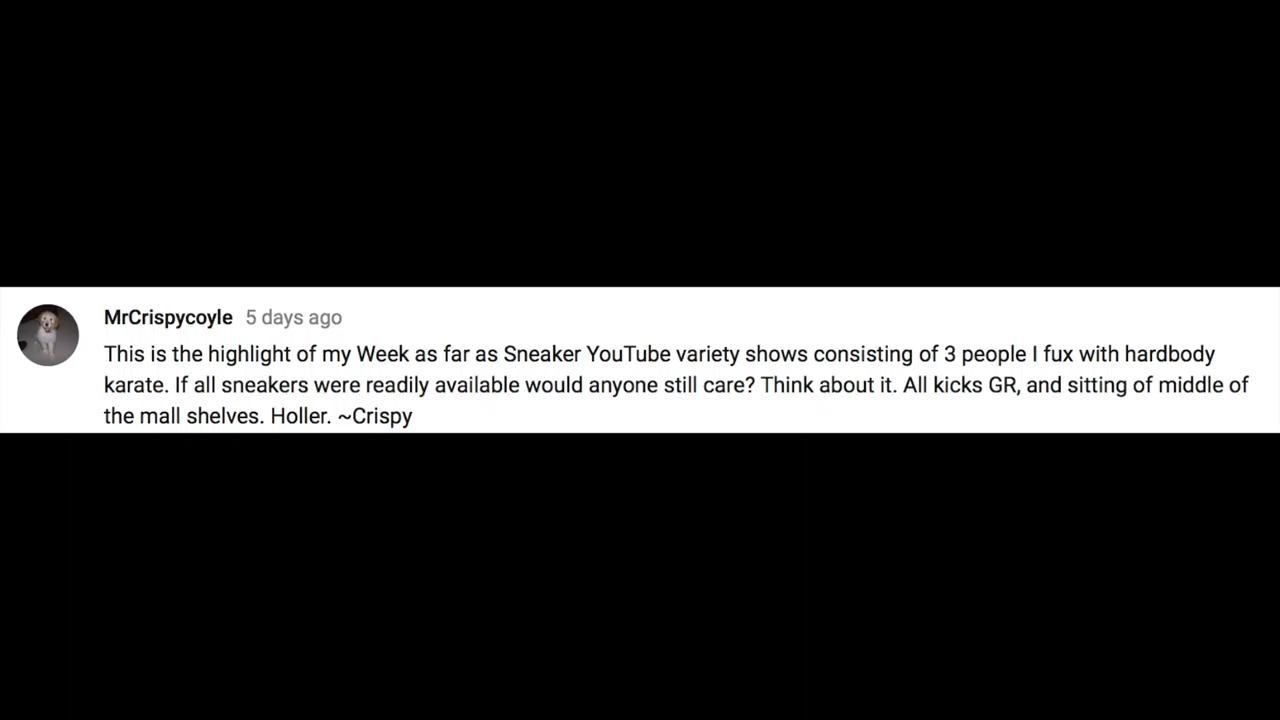 MrCrispycoyle 5 days ago
This is the highlight of my Week as far as Sneaker YouTube variety shows consisting of 3 people I fux with hardbody
karate. If all sneakers were readily available would anyone still care? Think about it. All kicks GR, and sitting of middle of
the mall shelves. Holler. ~Crispy